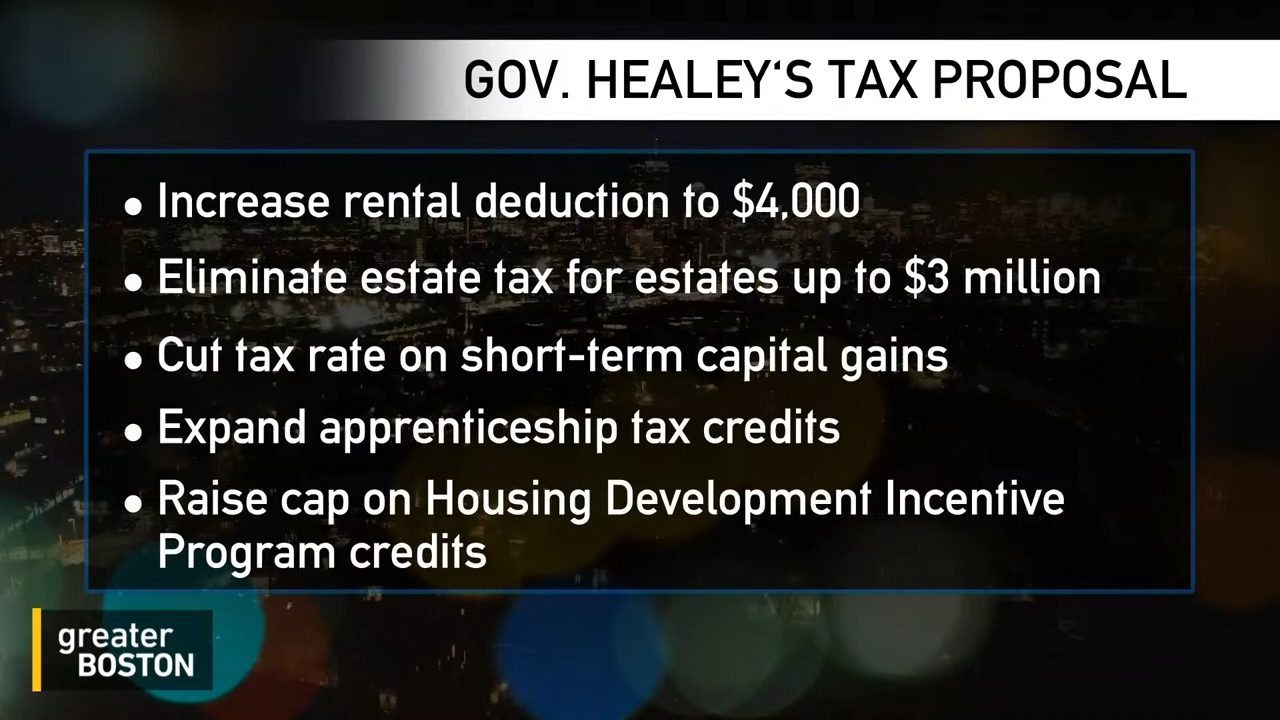 GOV. HEALEY‘S TAX PROPOSAL
• Increase rental deduction to $4,000
• Eliminate estate tax for estates up to $3 million
• Cut tax rate on short-term capital gains
• Expand apprenticeship tax credits
• Raise cap on Housing Development Incentive
Program credits
greater
BOSTON